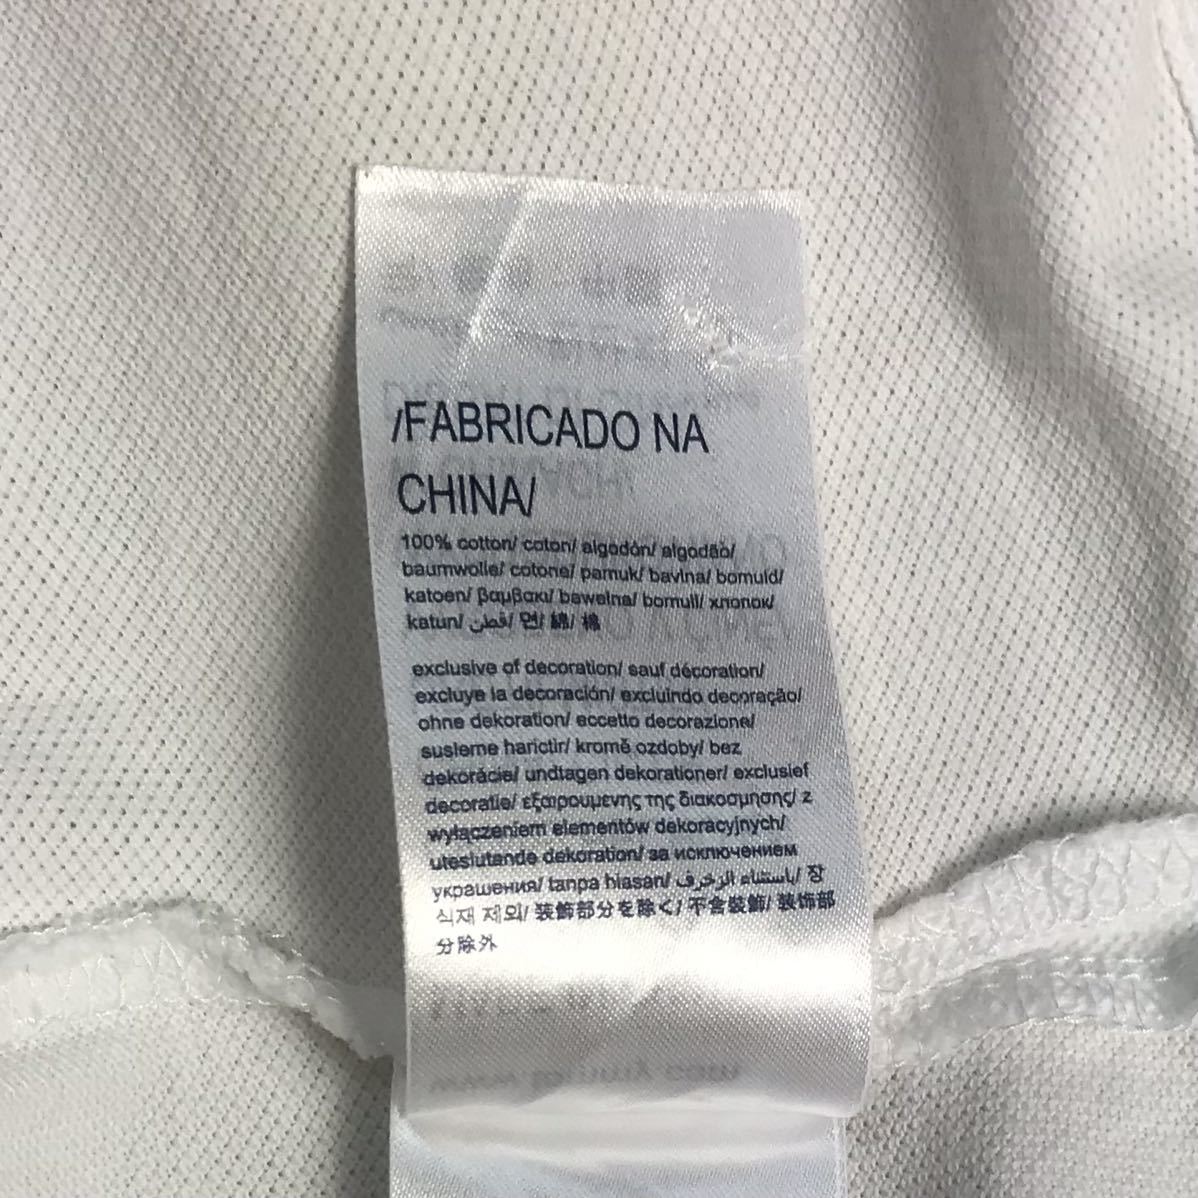 /FABRICADO NA
CHINA/
100% cotton/ coton/ algodón/ algodão/
baumwolle/ cotone/ pamuk/ bavlna/ bomuld/
katoen/ βαμβακι/ bawełna/ bomull/ хлопок/
katun/ قطن/ 면/ 綿/ 棉
exclusive of decoration/ sauf décoration/
excluye la decoración/ excluindo decoração/
ohne dekoration/ eccetto decorazione/
susleme harictir/ kromě ozdoby/ bez
dekorácie/ undtagen dekorationer/ exclusief
decoratie/ εξαιρουμενης της διακοσμησης/ z
wyłączeniem elementów dekoracyjnych/
uteslutande dekoration/ за исключением
украшения/ tanpa hiasan/ باستثناء الزخرف/ 장
식재 제외/ 装飾部分を除く/ 不含裝飾/ 装饰部
分除外